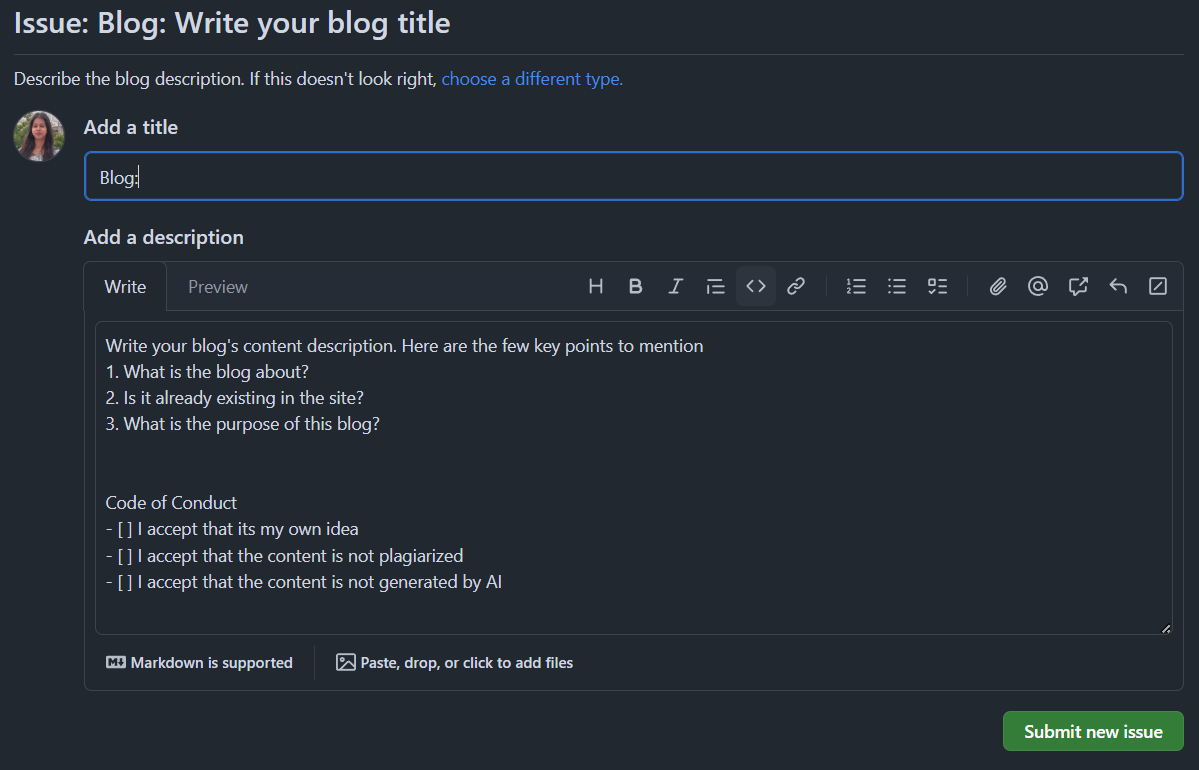 Issue: Blog: Write your blog title
Describe the blog description. If this doesn't look right, choose a different type.
Add a title
Blog:
Add a description
Write Preview H B I
Write your blog's content description. Here are the few key points to mention
1. What is the blog about?
2. Is it already existing in the site?
3. What is the purpose of this blog?
Code of Conduct
- [ ] I accept that its my own idea
- [ ] I accept that the content is not plagiarized
- [ ] I accept that the content is not generated by AI
Markdown is supported Paste, drop, or click to add files
Submit new issue